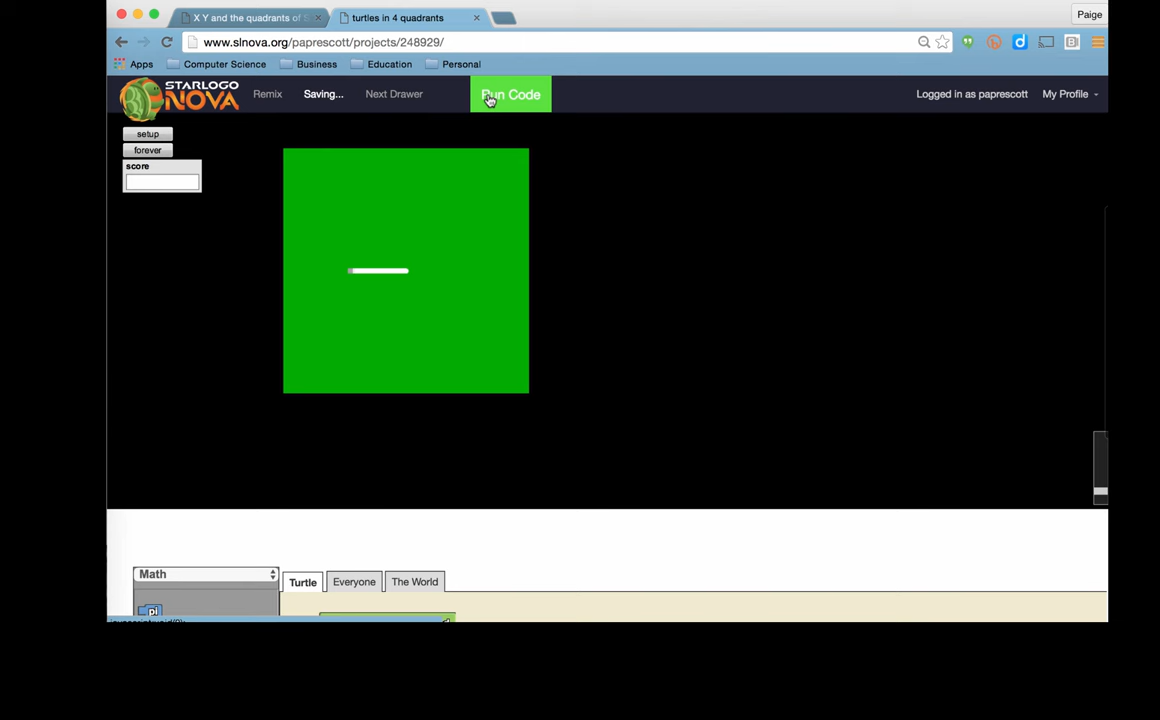 X Y and the quadrants of
turtles in 4 quadrants
Paige
www.slnova.org/paprescott/projects/248929/
Apps
Computer Science
Business
Education
Personal
STARLOGO
NOVA
Remix
Saving...
Next Drawer
Run Code
Logged in as paprescott
My Profile
setup
forever
score
Math
Turtle
Everyone
The World
pi